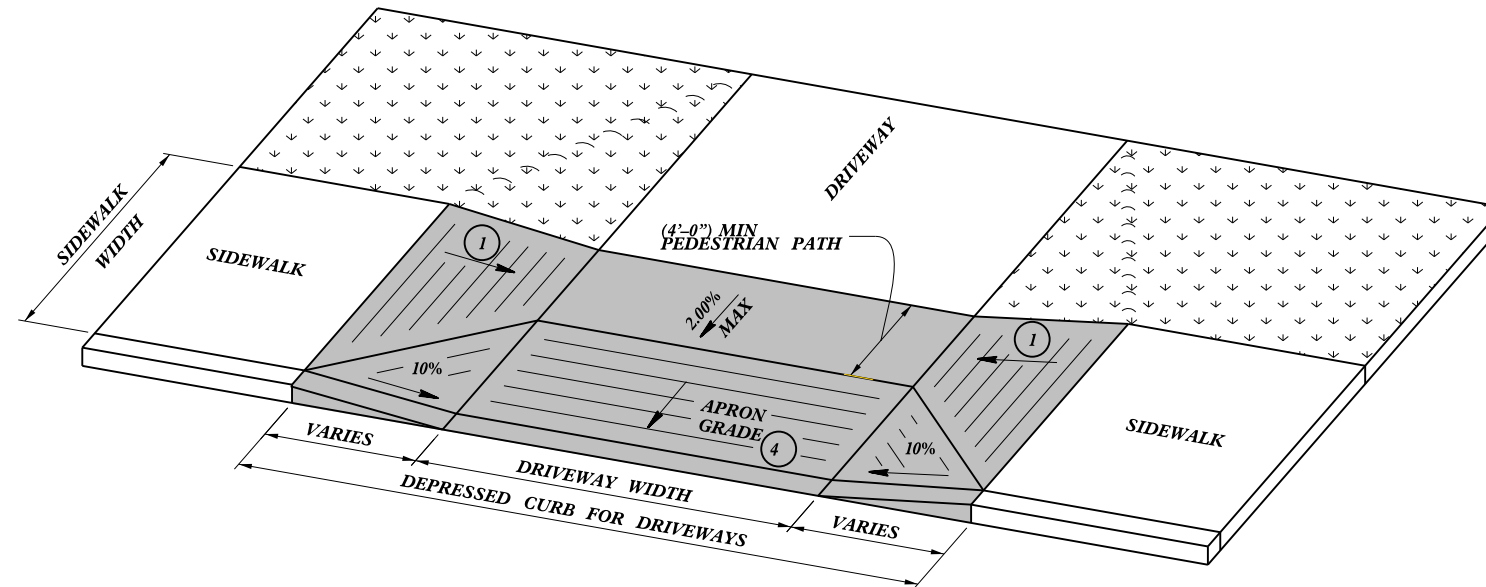 DRIVEWAY
SIDEWALK
WIDTH
(4'–0") MIN
PEDESTRIAN PATH
1
SIDEWALK
2.00%
MAX
1
10%
APRON
GRADE
4
10%
SIDEWALK
VARIES
DRIVEWAY WIDTH
VARIES
DEPRESSED CURB FOR DRIVEWAYS